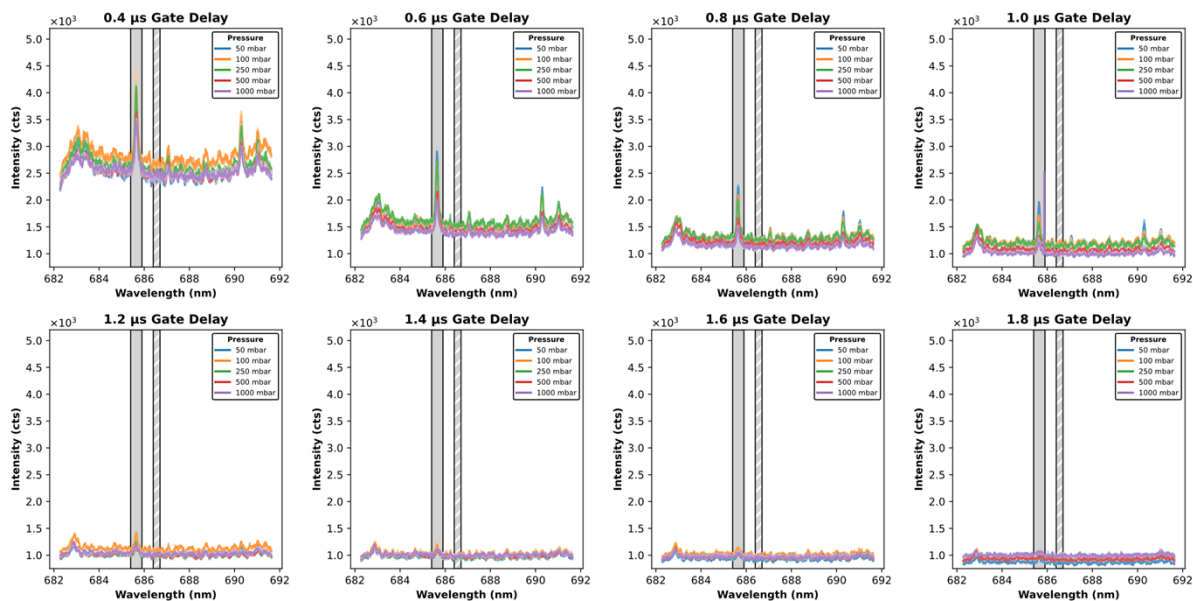 0.4 µs Gate Delay
×10³
Intensity (cts)
5.0
4.5
4.0
3.5
3.0
2.5
2.0
1.5
1.0
682 684 686 688 690 692
Wavelength (nm)
Pressure
50 mbar
100 mbar
250 mbar
500 mbar
1000 mbar
0.6 µs Gate Delay
×10³
Intensity (cts)
5.0
4.5
4.0
3.5
3.0
2.5
2.0
1.5
1.0
682 684 686 688 690 692
Wavelength (nm)
Pressure
50 mbar
100 mbar
250 mbar
500 mbar
1000 mbar
0.8 µs Gate Delay
×10³
Intensity (cts)
5.0
4.5
4.0
3.5
3.0
2.5
2.0
1.5
1.0
682 684 686 688 690 692
Wavelength (nm)
Pressure
50 mbar
100 mbar
250 mbar
500 mbar
1000 mbar
1.0 µs Gate Delay
×10³
Intensity (cts)
5.0
4.5
4.0
3.5
3.0
2.5
2.0
1.5
1.0
682 684 686 688 690 692
Wavelength (nm)
Pressure
50 mbar
100 mbar
250 mbar
500 mbar
1000 mbar
1.2 µs Gate Delay
×10³
Intensity (cts)
5.0
4.5
4.0
3.5
3.0
2.5
2.0
1.5
1.0
682 684 686 688 690 692
Wavelength (nm)
Pressure
50 mbar
100 mbar
250 mbar
500 mbar
1000 mbar
1.4 µs Gate Delay
×10³
Intensity (cts)
5.0
4.5
4.0
3.5
3.0
2.5
2.0
1.5
1.0
682 684 686 688 690 692
Wavelength (nm)
Pressure
50 mbar
100 mbar
250 mbar
500 mbar
1000 mbar
1.6 µs Gate Delay
×10³
Intensity (cts)
5.0
4.5
4.0
3.5
3.0
2.5
2.0
1.5
1.0
682 684 686 688 690 692
Wavelength (nm)
Pressure
50 mbar
100 mbar
250 mbar
500 mbar
1000 mbar
1.8 µs Gate Delay
×10³
Intensity (cts)
5.0
4.5
4.0
3.5
3.0
2.5
2.0
1.5
1.0
682 684 686 688 690 692
Wavelength (nm)
Pressure
50 mbar
100 mbar
250 mbar
500 mbar
1000 mbar